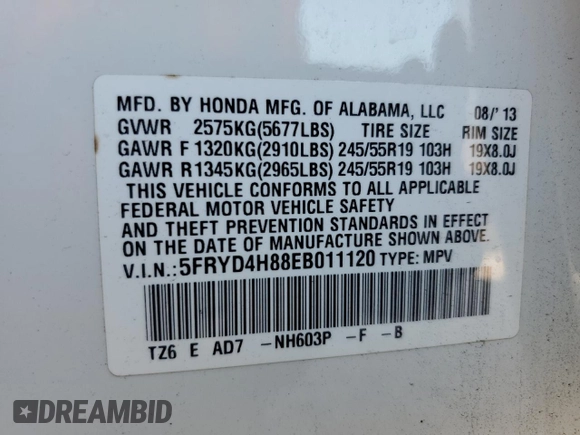 MFD. BY HONDA MFG. OF ALABAMA, LLC 08/'13
GVWR 2575KG(5677LBS) TIRE SIZE RIM SIZE
GAWR F 1320KG(2910LBS) 245/55R19 103H 19X8.0J
GAWR R 1345KG(2965LBS) 245/55R19 103H 19X8.0J
THIS VEHICLE CONFORMS TO ALL APPLICABLE
FEDERAL MOTOR VEHICLE SAFETY
AND THEFT PREVENTION STANDARDS IN EFFECT
ON THE DATE OF MANUFACTURE SHOWN ABOVE.
V.I.N.:5FRYD4H88EB011120 TYPE: MPV
TZ6 E AD7 -NH603P -F -B
DREAMBID